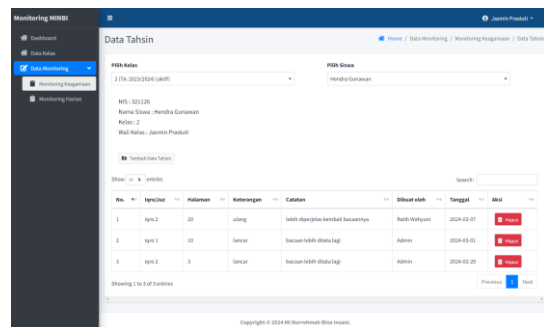 Monitoring MINBI
Jasmin Prastuti
Dashboard
Data Kelas
Data Monitoring
Monitoring Keagamaan
Monitoring Harian
Data Tahsin
Home / Data Monitoring / Monitoring Keagamaan / Data Tahsin
Pilih Kelas
Pilih Siswa
2 (TA: 2023/2024) (aktif)
Hendra Gunawan
NIS : 321126
Nama Siswa : Hendra Gunawan
Kelas : 2
Wali Kelas : Jasmin Prastuti
Tambah Data Tahsin
Show 10 entries
Search:
No. Iqro/Juz Halaman Keterangan Catatan Dibuat oleh Tanggal Aksi
1 Iqro 2 20 ulang lebih diperjelas kembali bacaannya Ratih Wahyuni 2024-03-07 Hapus
2 Iqro 1 10 lancar bacaan lebih ditata lagi Admin 2024-03-01 Hapus
3 Iqro 2 3 lancar bacaan lebih ditata lagi Admin 2024-02-29 Hapus
Showing 1 to 3 of 3 entries
Previous 1 Next
Copyright © 2024 MI Nurrohmah Bina Insani.